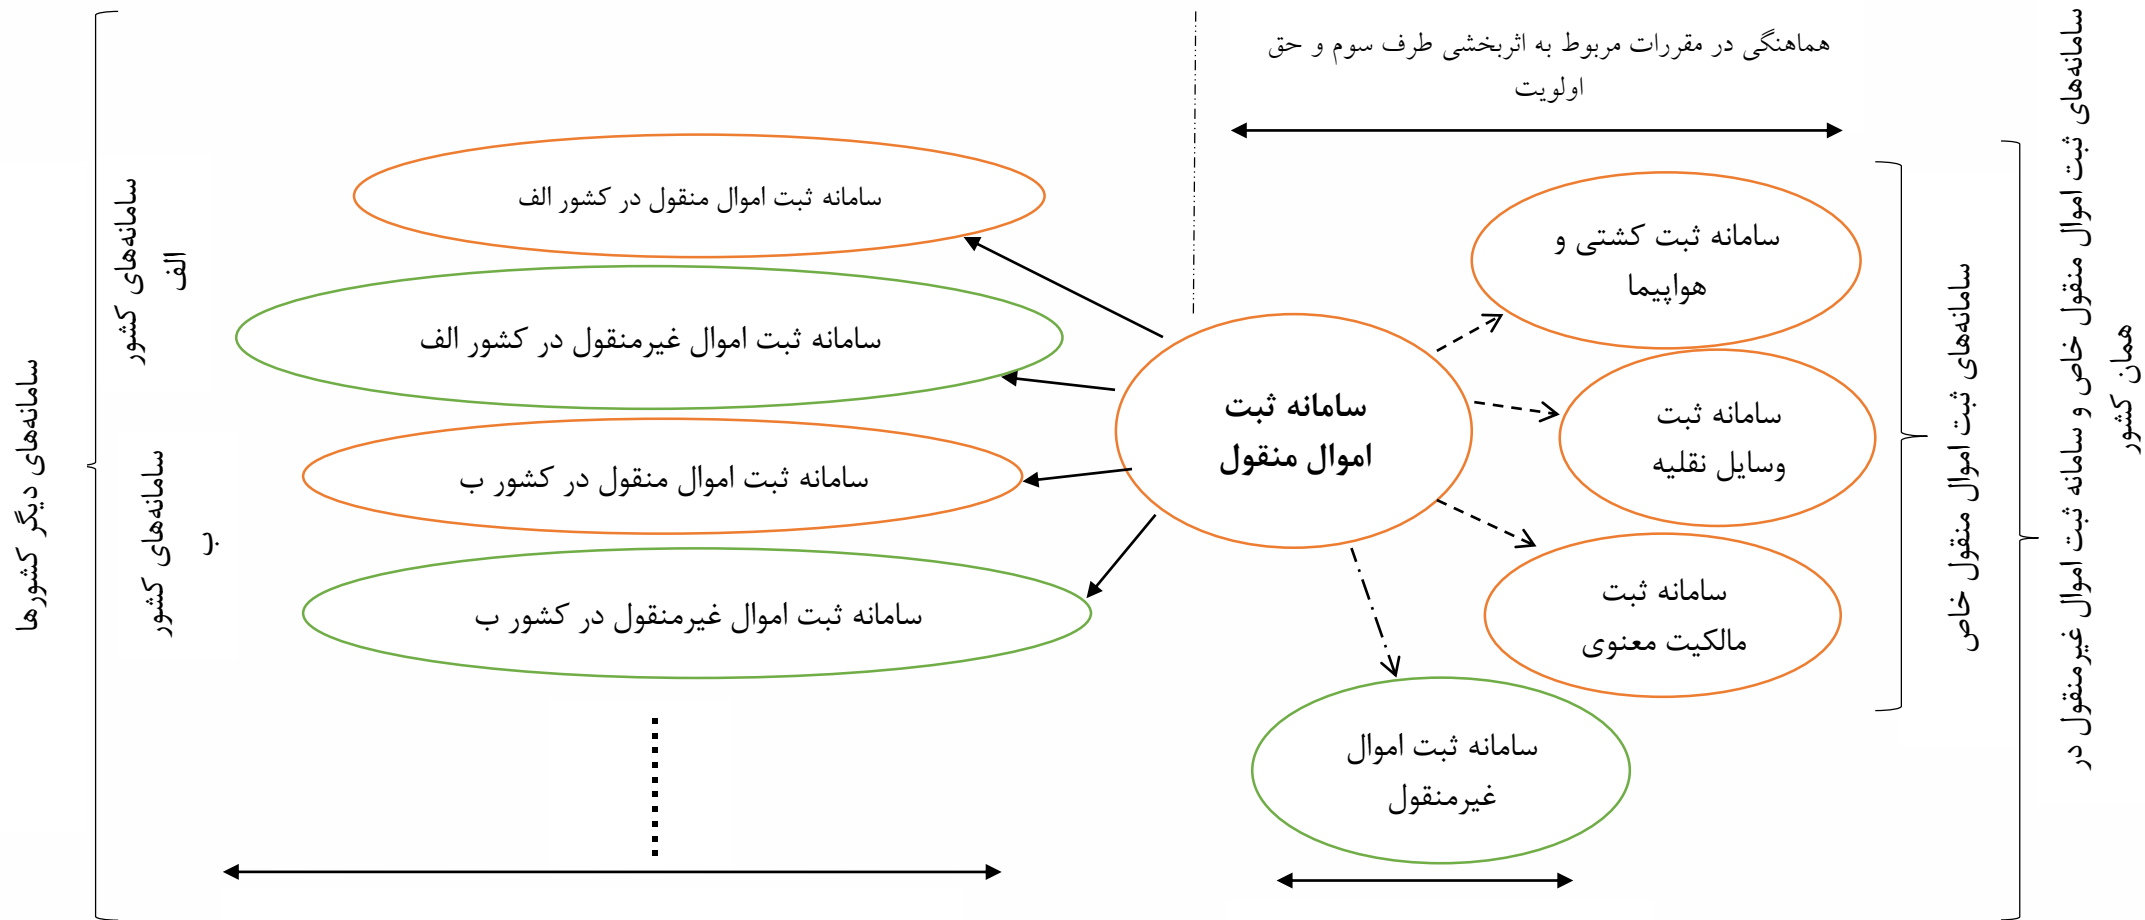 هماهنگی در مقررات مربوط به اثربخشی طرف سوم و حق
اولویت
سامانه‌های ثبت اموال منقول خاص و سامانه ثبت اموال غیرمنقول در
همان کشور
سامانه‌های ثبت اموال منقول خاص
سامانه ثبت کشتی و
هواپیما
سامانه ثبت
وسایل نقلیه
سامانه ثبت
مالکیت معنوی
سامانه ثبت اموال
غیرمنقول
سامانه ثبت
اموال منقول
سامانه ثبت اموال منقول در کشور الف
سامانه ثبت اموال غیرمنقول در کشور الف
سامانه ثبت اموال منقول در کشور ب
سامانه ثبت اموال غیرمنقول در کشور ب
سامانه‌های کشور
الف
سامانه‌های کشور
ب
سامانه‌های دیگر کشورها